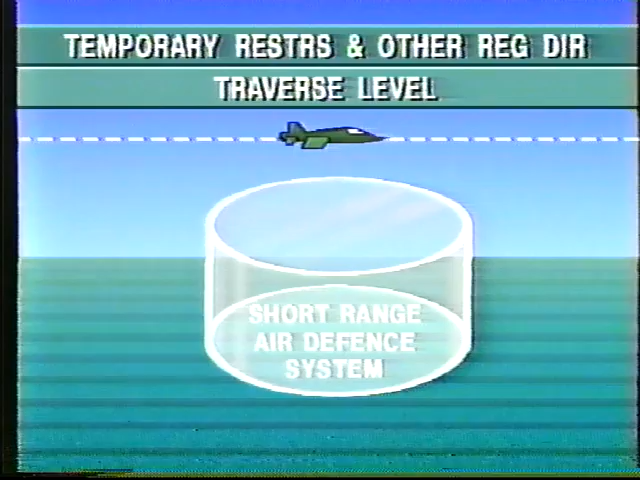 TEMPORARY RESTRS & OTHER REG DIR
TRAVERSE LEVEL
SHORT RANGE
AIR DEFENCE
SYSTEM